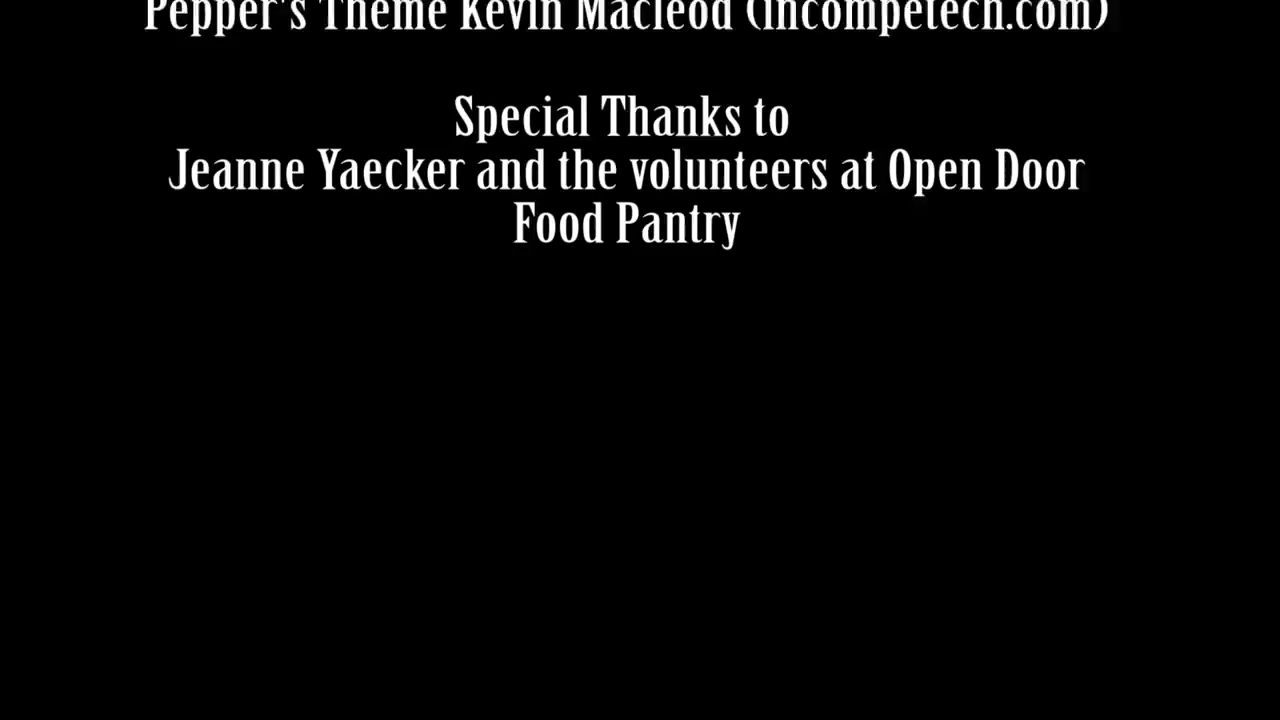 Pepper's Theme Kevin Macleod (incompetech.com)
Special Thanks to
Jeanne Yaecker and the volunteers at Open Door
Food Pantry